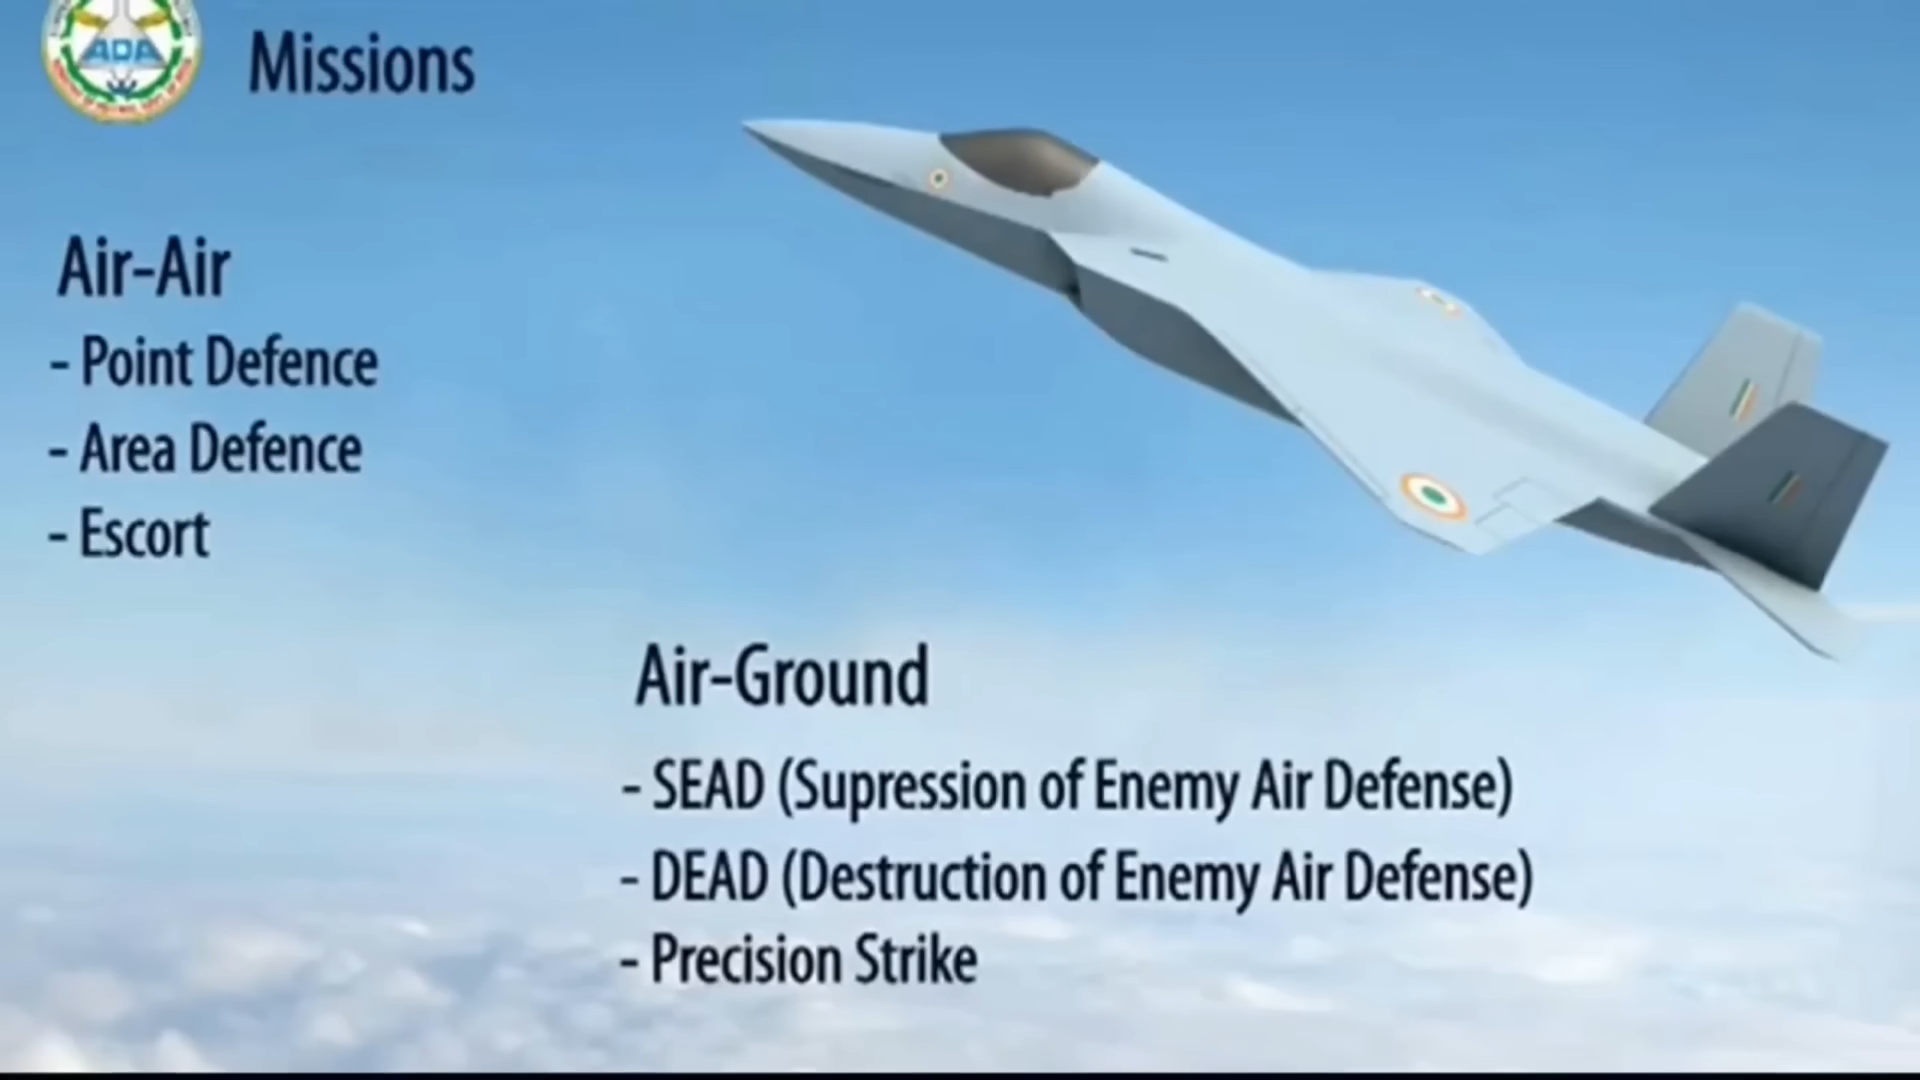 ADA
Missions
Air-Air
- Point Defence
- Area Defence
- Escort
Air-Ground
- SEAD (Supression of Enemy Air Defense)
- DEAD (Destruction of Enemy Air Defense)
- Precision Strike